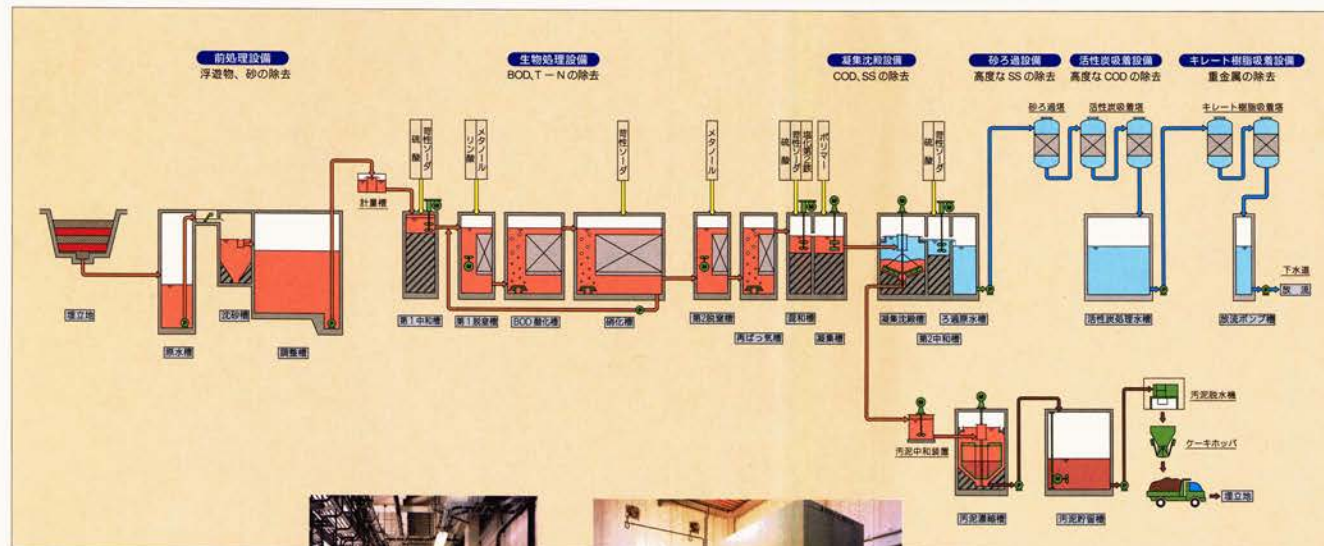 前処理設備
浮遊物、砂の除去
生物処理設備
BOD,T－Nの除去
凝集沈殿設備
COD,SSの除去
砂ろ過設備
高度なSSの除去
活性炭吸着設備
高度なCODの除去
キレート樹脂吸着設備
重金属の除去
砂ろ過塔
活性炭吸着塔
キレート樹脂吸着塔
苛性ソーダ
硫酸
メタノール
リン酸
苛性ソーダ
メタノール
塩化第2鉄
苛性ソーダ
硫酸
ポリマー
苛性ソーダ
硫酸
計量槽
埋立地
原水槽
沈砂槽
調整槽
第1中和槽
第1脱窒槽
BOD酸化槽
硝化槽
第2脱窒槽
再ばっ気槽
混和槽
凝集槽
凝集沈殿槽
第2中和槽
ろ過原水槽
活性炭処理水槽
放流ポンプ槽
下水道
放流
汚泥中和装置
汚泥濃縮槽
汚泥貯留槽
汚泥脱水機
ケーキホッパ
埋立地